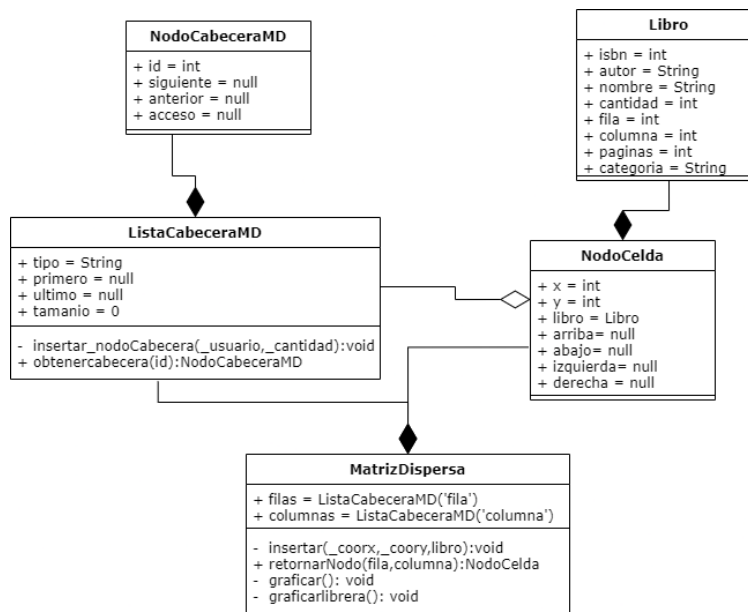 NodoCabeceraMD
+ id = int
+ siguiente = null
+ anterior = null
+ acceso = null
Libro
+ isbn = int
+ autor = String
+ nombre = String
+ cantidad = int
+ fila = int
+ columna = int
+ paginas = int
+ categoria = String
ListaCabeceraMD
+ tipo = String
+ primero = null
+ ultimo = null
+ tamanio = 0
- insertar_nodoCabecera(_usuario,_cantidad):void
+ obtenercabecera(id):NodoCabeceraMD
NodoCelda
+ x = int
+ y = int
+ libro = Libro
+ arriba= null
+ abajo= null
+ izquierda= null
+ derecha = null
MatrizDispersa
+ filas = ListaCabeceraMD('fila')
+ columnas = ListaCabeceraMD('columna')
- insertar(_coorx,_coory,libro):void
+ retornarNodo(fila,columna):NodoCelda
- graficar(): void
- graficarlibrera(): void